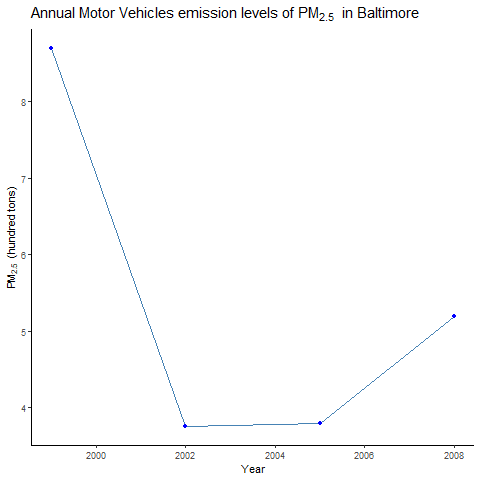 Annual Motor Vehicles emission levels of PM2.5 in Baltimore
PM2.5 (hundred tons)
8
7
6
5
4
2000 2002 2004 2006 2008
Year